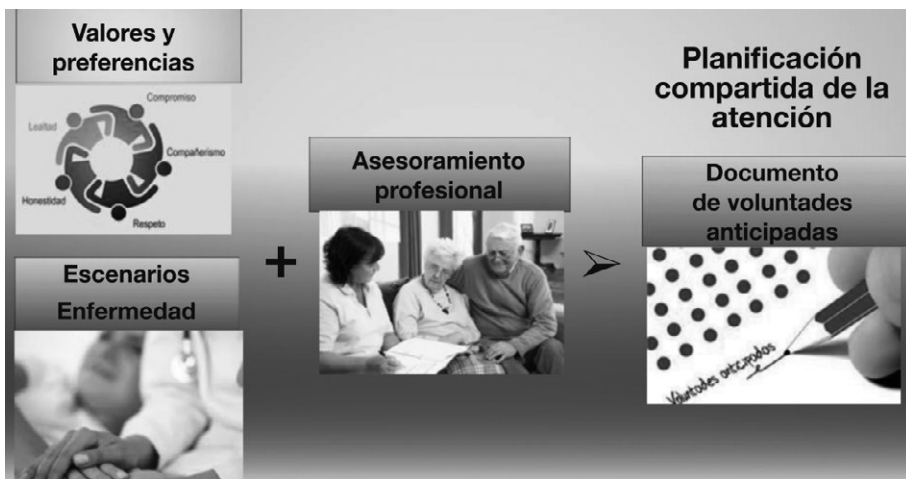 Valores y
preferencias
Compromiso
Lealtad
Compañerismo
Honestidad
Respeto
Escenarios
Enfermedad
+
Asesoramiento
profesional
Planificación
compartida de la
atención
Documento
de voluntades
anticipadas
Voluntades anticipadas